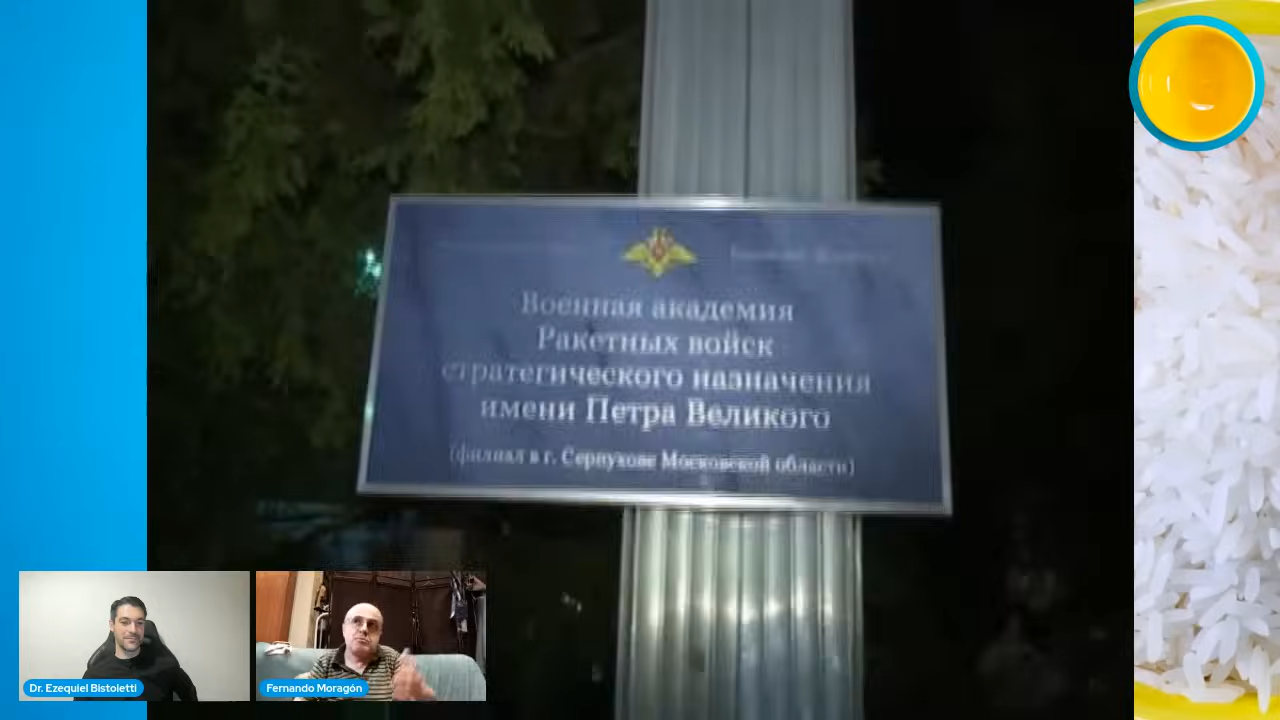 Военная академия
Ракетных войск
стратегического назначения
имени Петра Великого
(филиал в г. Серпухове Московской области)
Dr. Ezequiel Bistoletti
Fernando Moragón